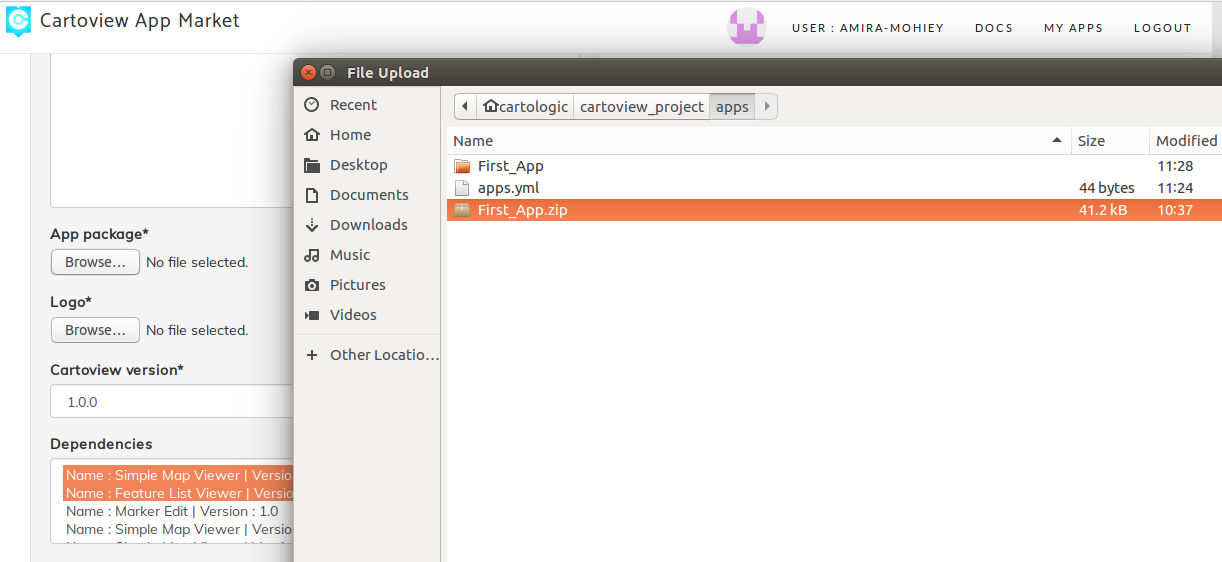 Cartoview App Market
USER : AMIRA-MOHIEY DOCS MY APPS LOGOUT
File Upload
Recent
Home
Desktop
Documents
Downloads
Music
Pictures
Videos
Other Locatio...
cartologic cartoview_project apps
Name Size Modified
First_App 11:28
apps.yml 44 bytes 11:24
First_App.zip 41.2 kB 10:37
App package*
Browse... No file selected.
Logo*
Browse... No file selected.
Cartoview version*
1.0.0
Dependencies
Name : Simple Map Viewer | Versio
Name : Feature List Viewer | Versio
Name : Marker Edit | Version : 1.0
Name : Simple Map Viewer | Versio